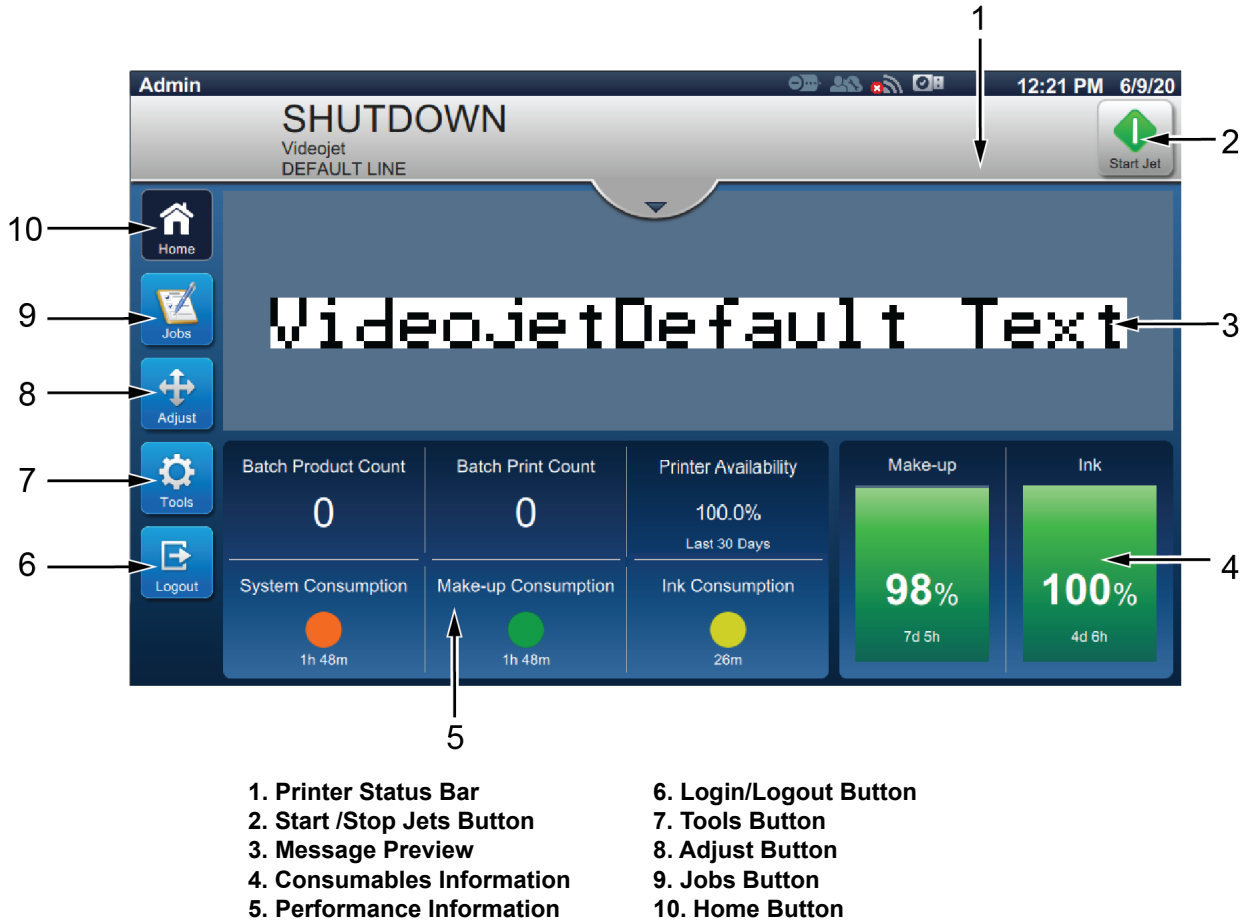 1
Admin
12:21 PM 6/9/20
SHUTDOWN
Videojet
DEFAULT LINE
Start Jet
2
10
Home
9
Jobs
VideojetDefault Text
3
8
Adjust
7
Tools
6
Logout
Batch Product Count
0
Batch Print Count
0
Printer Availability
100.0%
Last 30 Days
System Consumption
1h 48m
Make-up Consumption
1h 48m
Ink Consumption
26m
Make-up
98%
7d 5h
Ink
100%
4d 6h
4
5
1. Printer Status Bar
2. Start /Stop Jets Button
3. Message Preview
4. Consumables Information
5. Performance Information
6. Login/Logout Button
7. Tools Button
8. Adjust Button
9. Jobs Button
10. Home Button